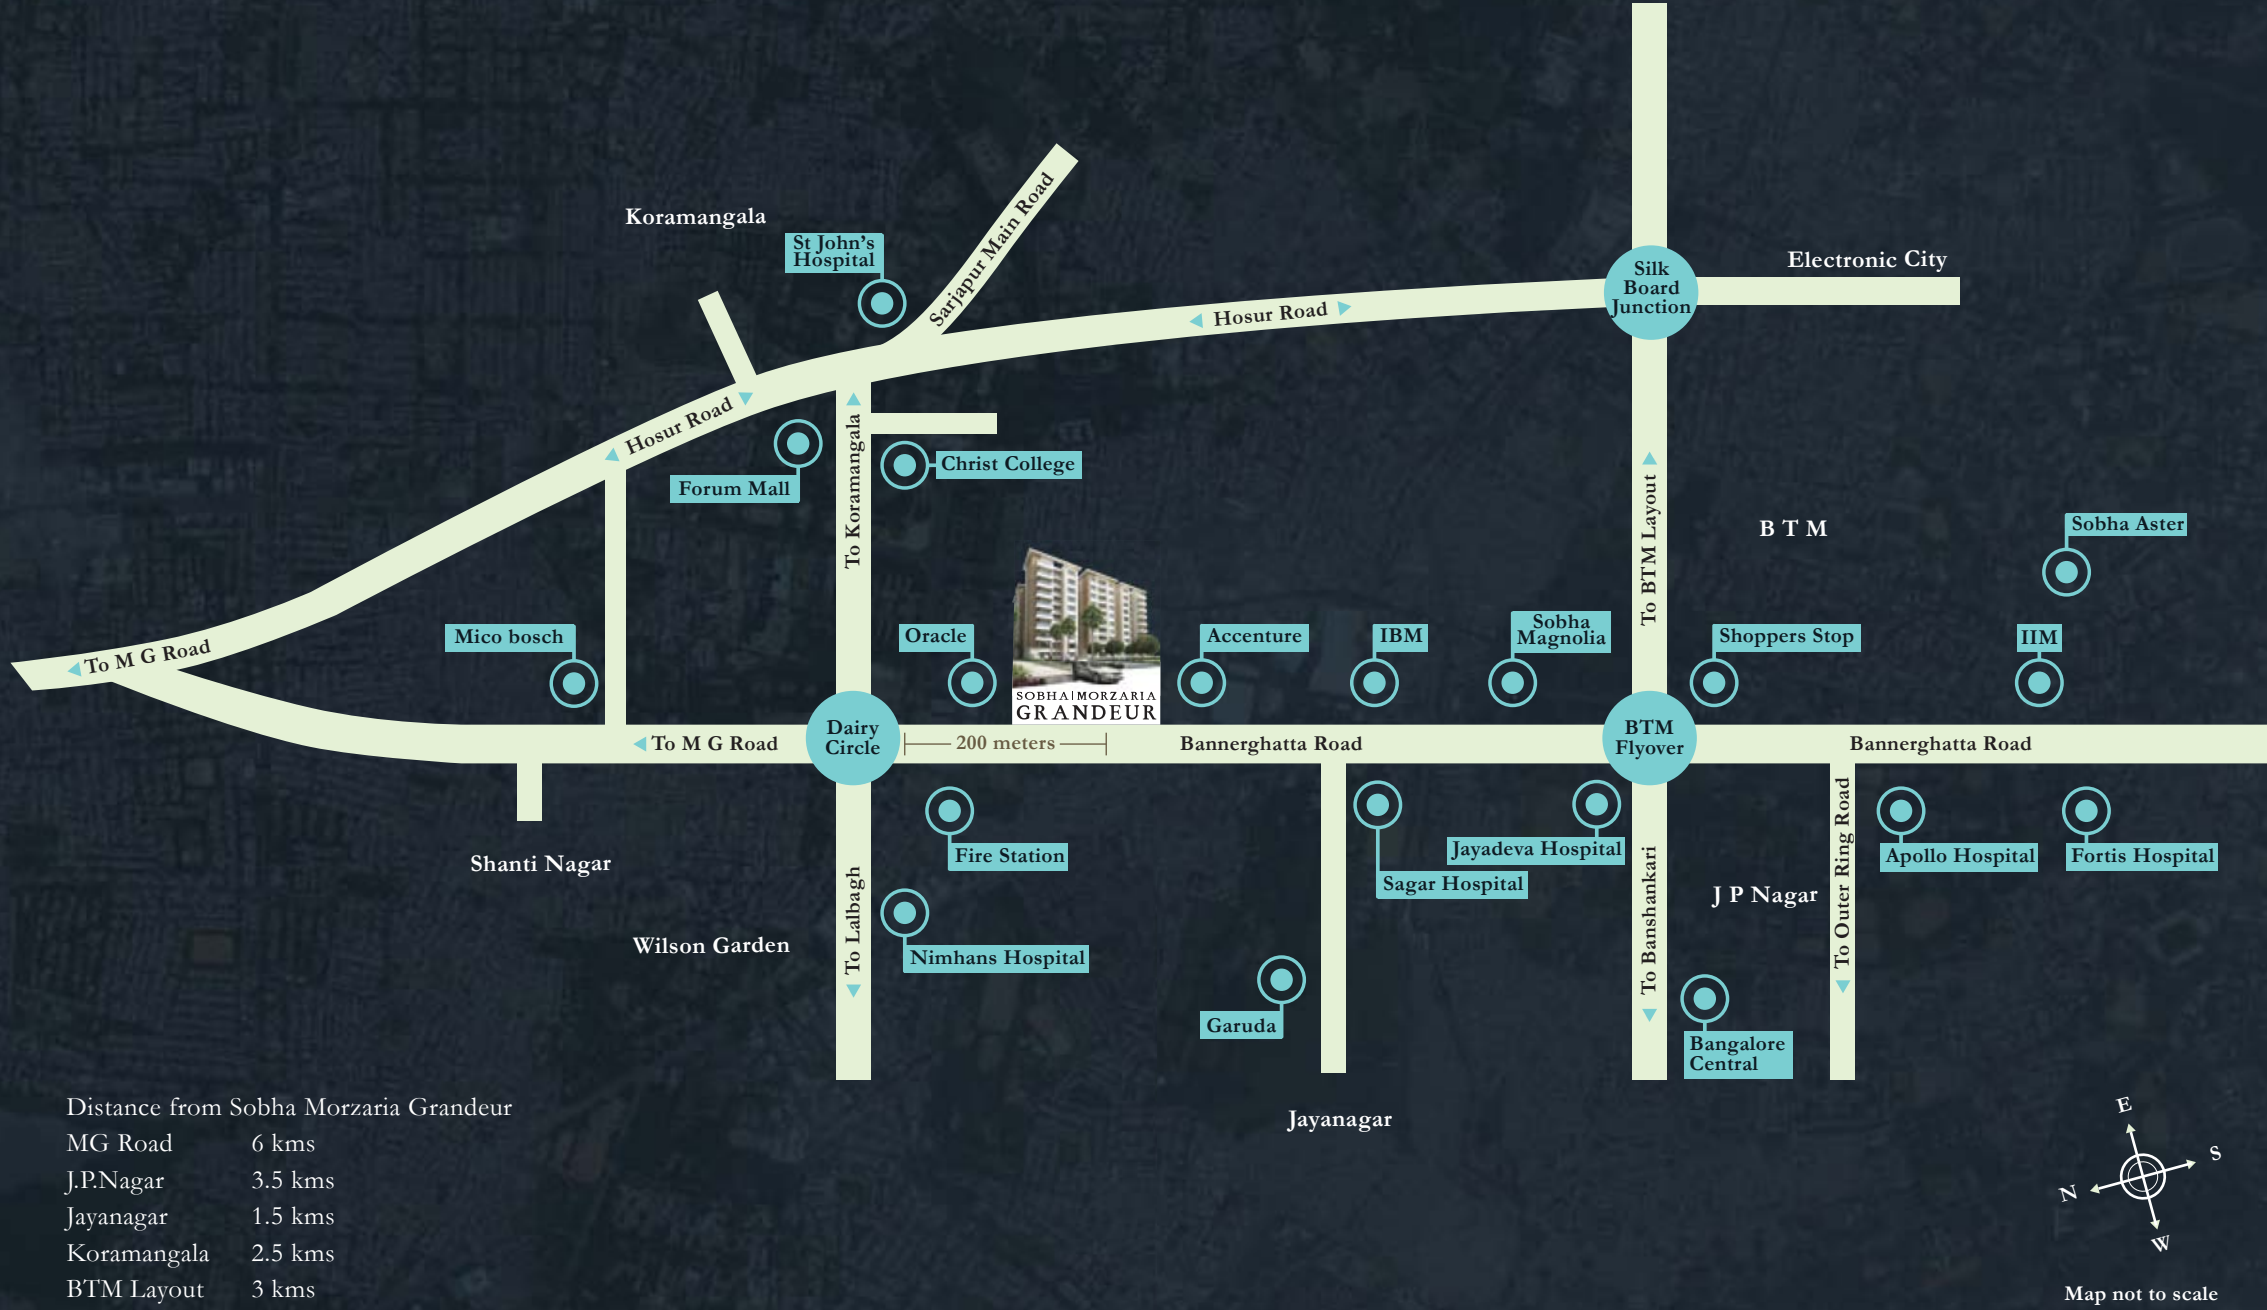 Koramangala
St John's
Hospital
Sarjapur Main Road
Hosur Road
Silk
Board
Junction
Electronic City
Hosur Road
Forum Mall
To Koramangala
Christ College
To BTM Layout
B T M
Sobha Aster
To M G Road
Mico bosch
Oracle
Accenture
IBM
Sobha
Magnolia
Shoppers Stop
IIM
SOBHA|MORZARIA
GRANDEUR
To M G Road
Dairy
Circle
200 meters
Bannerghatta Road
BTM
Flyover
Bannerghatta Road
Shanti Nagar
Wilson Garden
To Lalbagh
Fire Station
Nimhans Hospital
Garuda
Sagar Hospital
Jayadeva Hospital
To Banshankari
J P Nagar
To Outer Ring Road
Apollo Hospital
Fortis Hospital
Bangalore
Central
Jayanagar
Distance from Sobha Morzaria Grandeur
MG Road 6 kms
J.P.Nagar 3.5 kms
Jayanagar 1.5 kms
Koramangala 2.5 kms
BTM Layout 3 kms
E
S
N
W
Map not to scale